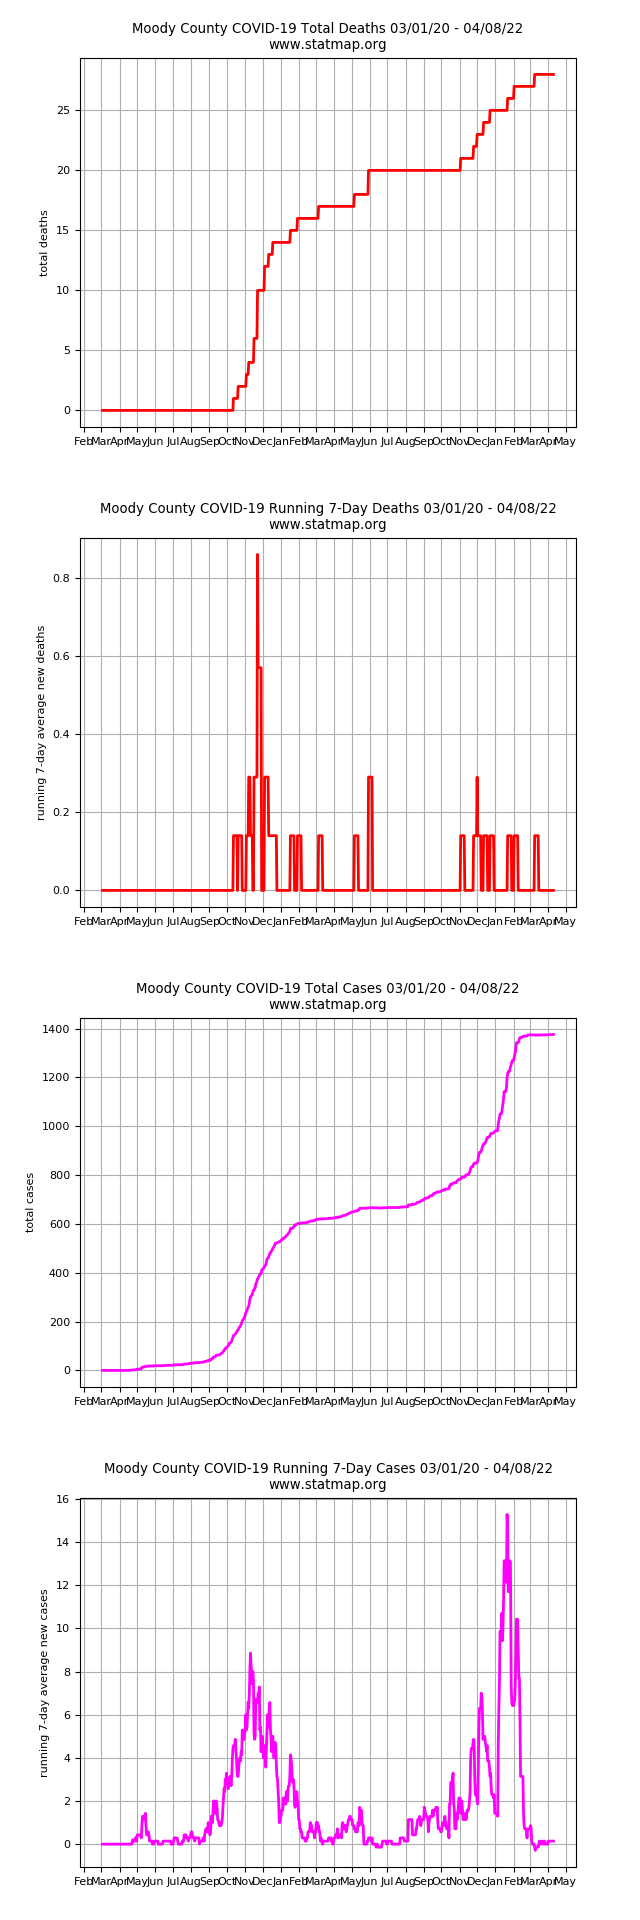 Moody County COVID-19 Total Deaths 03/01/20 - 04/08/22
www.statmap.org
25
20
15
10
5
0
total deaths
Feb Mar Apr May Jun Jul Aug Sep Oct Nov Dec Jan Feb Mar Apr May Jun Jul Aug Sep Oct Nov Dec Jan Feb Mar Apr May
Moody County COVID-19 Running 7-Day Deaths 03/01/20 - 04/08/22
www.statmap.org
0.8
0.6
0.4
0.2
0.0
running 7-day average new deaths
Feb Mar Apr May Jun Jul Aug Sep Oct Nov Dec Jan Feb Mar Apr May Jun Jul Aug Sep Oct Nov Dec Jan Feb Mar Apr May
Moody County COVID-19 Total Cases 03/01/20 - 04/08/22
www.statmap.org
1400
1200
1000
800
600
400
200
0
total cases
Feb Mar Apr May Jun Jul Aug Sep Oct Nov Dec Jan Feb Mar Apr May Jun Jul Aug Sep Oct Nov Dec Jan Feb Mar Apr May
Moody County COVID-19 Running 7-Day Cases 03/01/20 - 04/08/22
www.statmap.org
16
14
12
10
8
6
4
2
0
running 7-day average new cases
Feb Mar Apr May Jun Jul Aug Sep Oct Nov Dec Jan Feb Mar Apr May Jun Jul Aug Sep Oct Nov Dec Jan Feb Mar Apr May